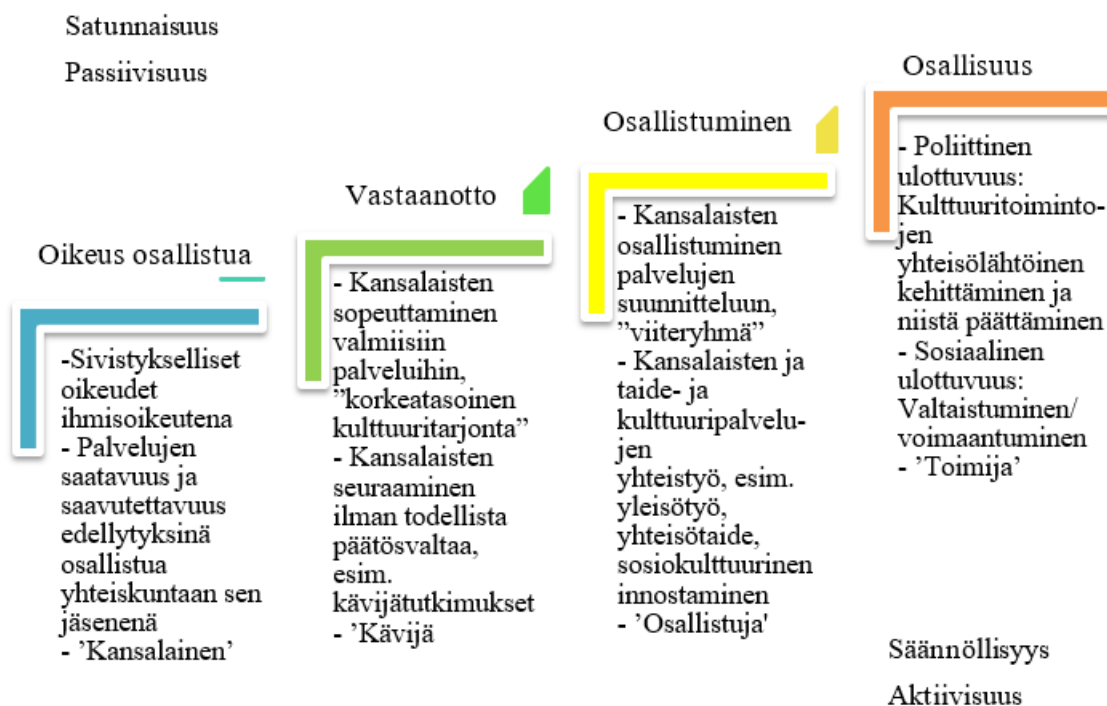 Satunnaisuus
Passiivisuus
Oikeus osallistua
-Sivistykselliset
oikeudet
ihmisoikeutena
- Palvelujen
saatavuus ja
saavutettavuus
edellytyksinä
osallistua
yhteiskuntaan sen
jäsenenä
- ’Kansalainen’
Vastaanotto
- Kansalaisten
sopeuttaminen
valmiisiin
palveluihin,
”korkeatasoinen
kulttuuritarjonta”
- Kansalaisten
seuraaminen
ilman todellista
päätösvaltaa,
esim.
kävijätutkimukset
- ’Kävijä
Osallistuminen
- Kansalaisten
osallistuminen
palvelujen
suunnitteluun,
”viiteryhmä”
- Kansalaisten ja
taide- ja
kulttuuripalvelu-
jen
yhteistyö, esim.
yleisötyö,
yhteisötaide,
sosiokulttuurinen
innostaminen
- ’Osallistuja'
Osallisuus
- Poliittinen
ulottuvuus:
Kulttuuritoiminto-
jen
yhteisölähtöinen
kehittäminen ja
niistä päättäminen
- Sosiaalinen
ulottuvuus:
Valtaistuminen/
voimaantuminen
- ’Toimija’
Säännöllisyys
Aktiivisuus